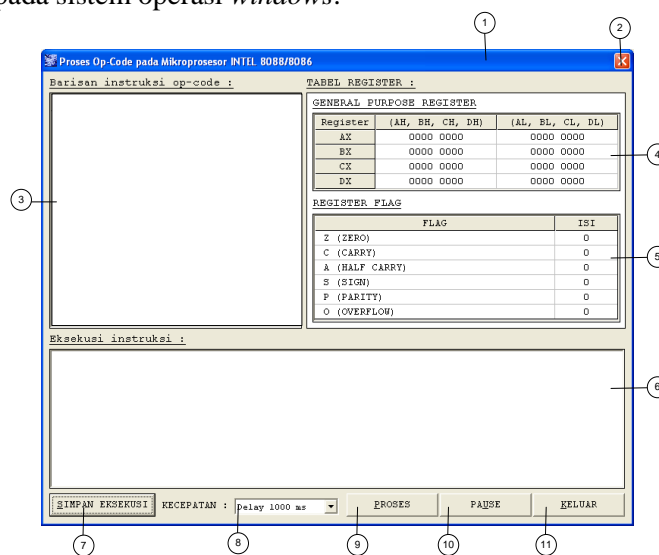 pada sistem operasi windows.
1
2
Proses Op-Code pada Mikroprosesor INTEL 8088/8086
Barisan instruksi op-code :
TABEL REGISTER :
GENERAL PURPOSE REGISTER
Register (AH, BH, CH, DH) (AL, BL, CL, DL)
AX 0000 0000 0000 0000
BX 0000 0000 0000 0000
CX 0000 0000 0000 0000
DX 0000 0000 0000 0000
4
3
REGISTER FLAG
FLAG ISI
Z (ZERO) 0
C (CARRY) 0
A (HALF CARRY) 0
S (SIGN) 0
P (PARITY) 0
O (OVERFLOW) 0
5
Eksekusi instruksi :
6
SIMPAN EKSEKUSI KECEPATAN : Delay 1000 ms PROSES PAUSE KELUAR
7 8 9 10 11